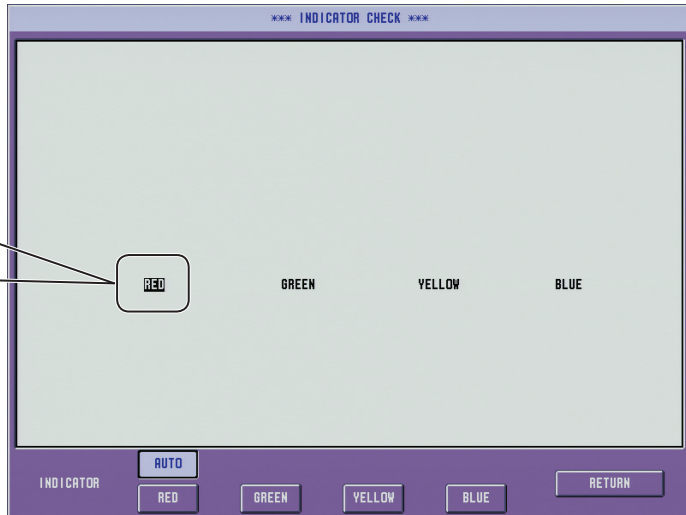 *** INDICATOR CHECK ***
RED GREEN YELLOW BLUE
AUTO
INDICATOR RED GREEN YELLOW BLUE RETURN